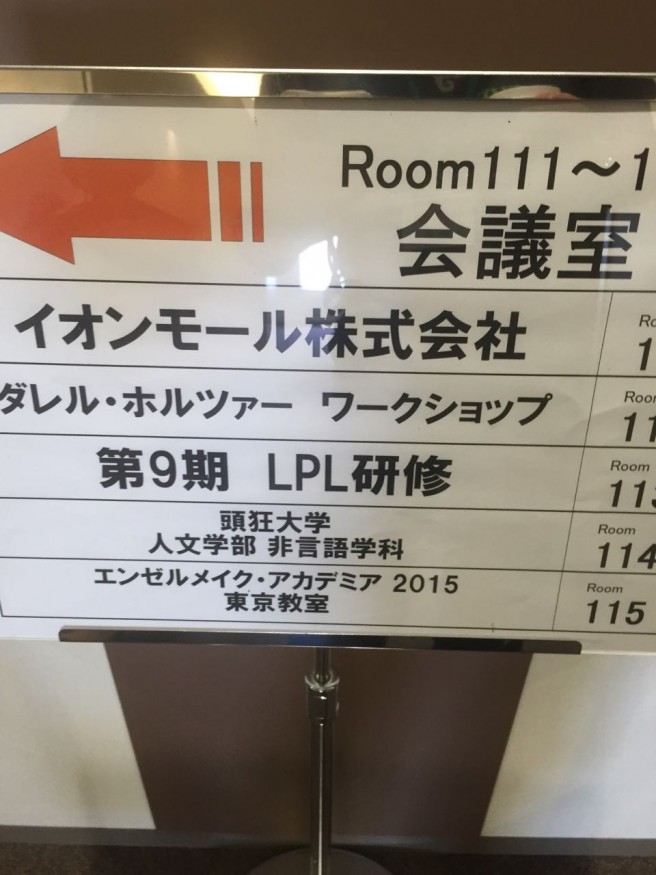 Room111～1
会議室
イオンモール株式会社
ダレル・ホルツァー ワークショップ
第9期 LPL研修
Room
113
頭狂大学
人文学部 非言語学科
Room
114
エンゼルメイク・アカデミア 2015
東京教室
Room
115